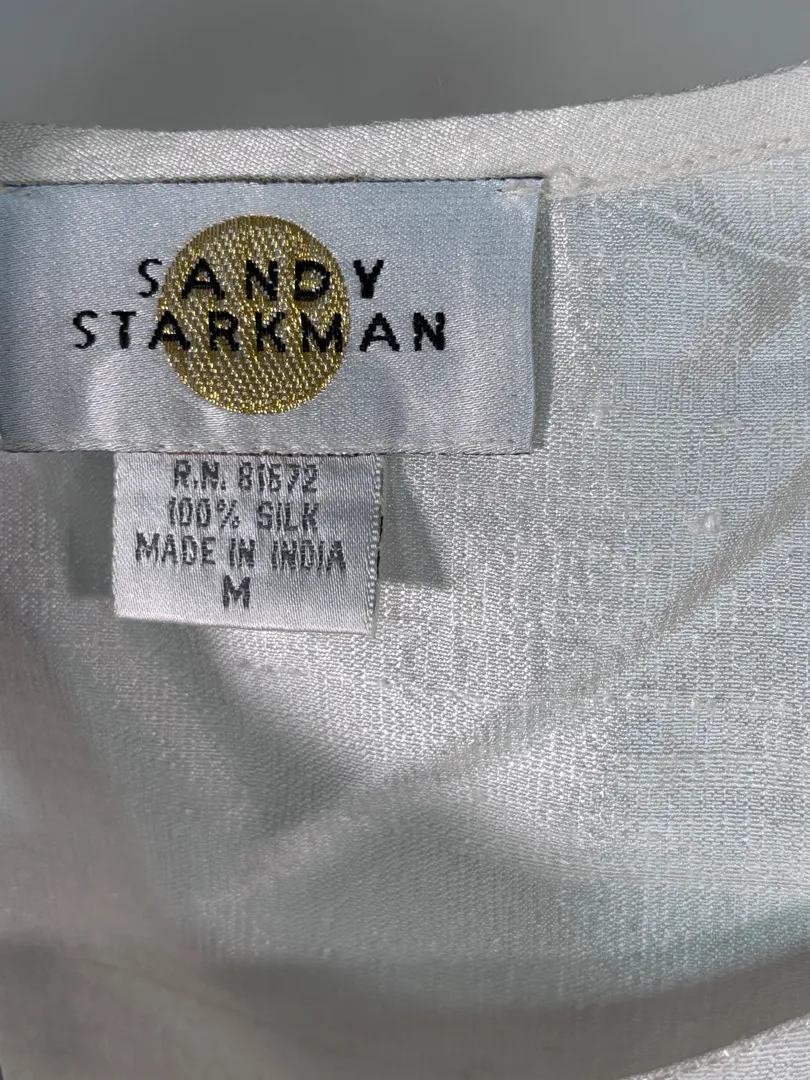 SANDY
STARKMAN
R.N. 81672
100% SILK
MADE IN INDIA
M